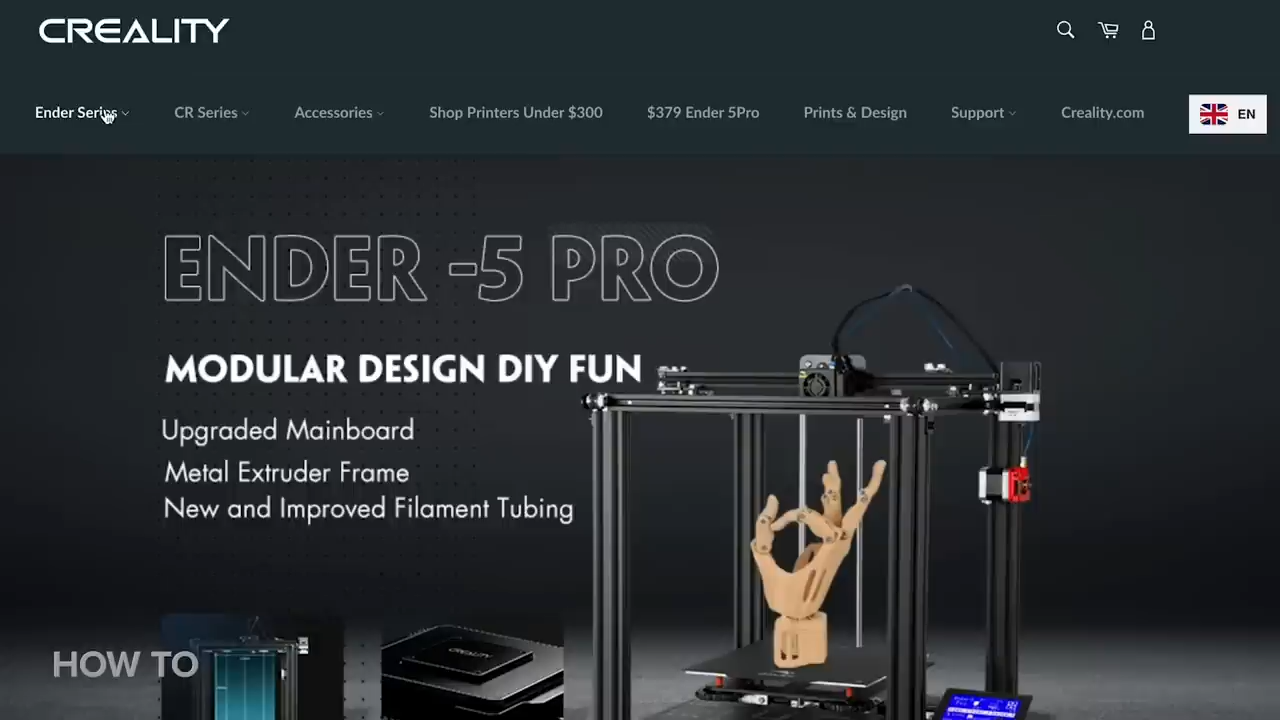 CREALITY
Ender Series
CR Series
Accessories
Shop Printers Under $300
$379 Ender 5Pro
Prints & Design
Support
Creality.com
EN
ENDER -5 PRO
MODULAR DESIGN DIY FUN
Upgraded Mainboard
Metal Extruder Frame
New and Improved Filament Tubing
CREALITY
HOW TO